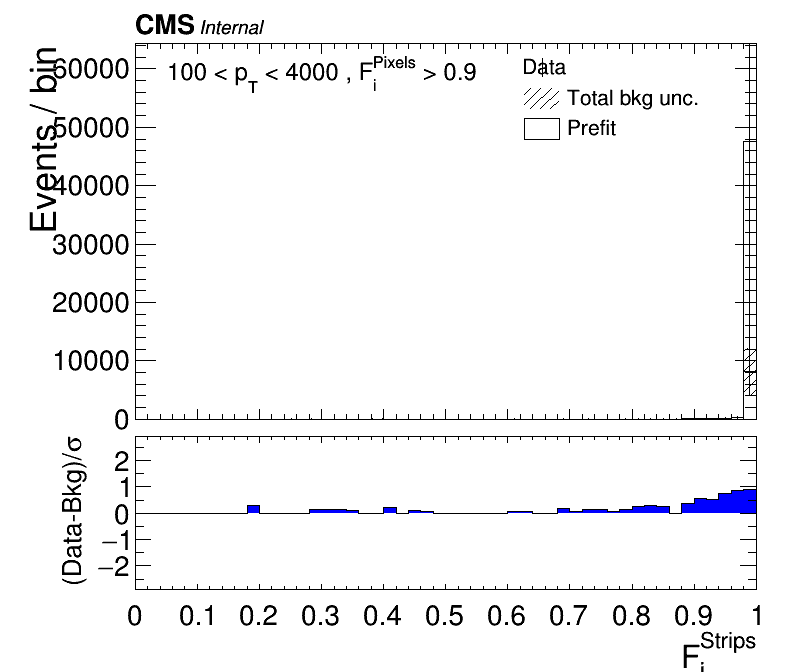 CMS Internal
100 < p_T < 4000 , F_i^Pixels > 0.9
Data
Total bkg unc.
Prefit
Events / bin
60000
50000
40000
30000
20000
10000
0
(Data-Bkg)/σ
2
1
0
−1
−2
0 0.1 0.2 0.3 0.4 0.5 0.6 0.7 0.8 0.9 1
F_i^Strips